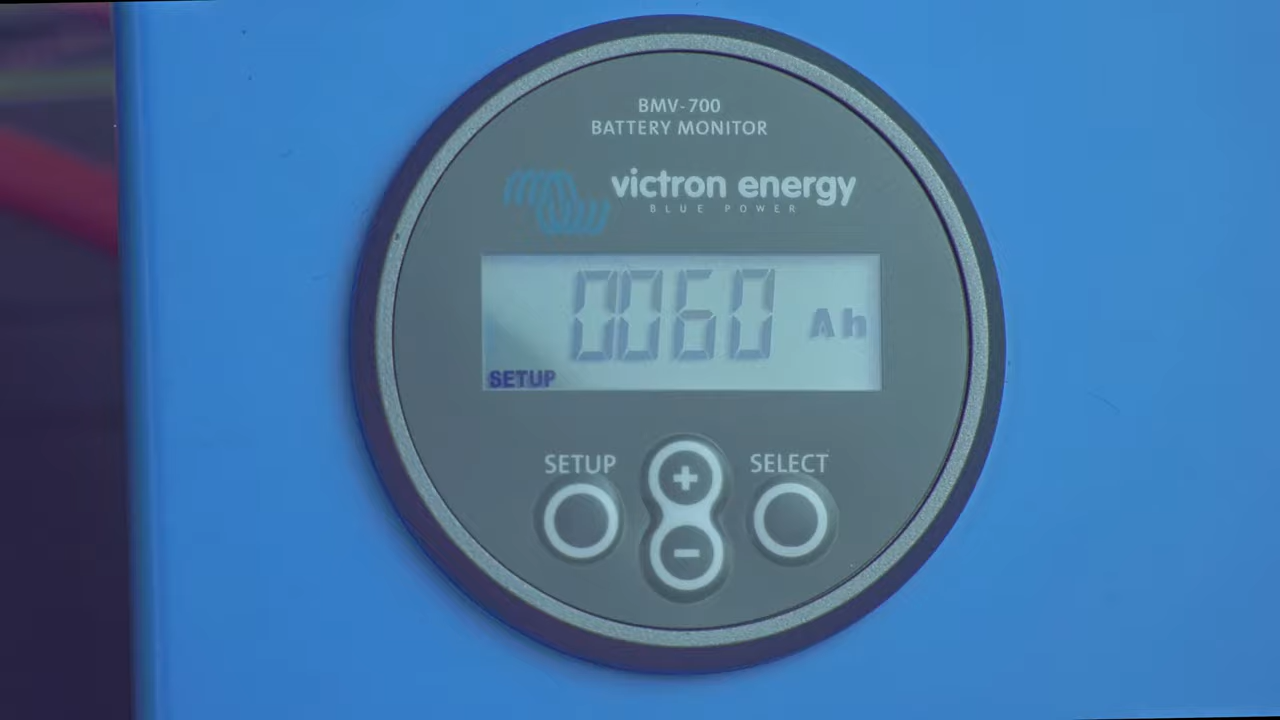 BMV-700
BATTERY MONITOR
victron energy
BLUE POWER
0060 Ah
SETUP
SETUP + SELECT
-